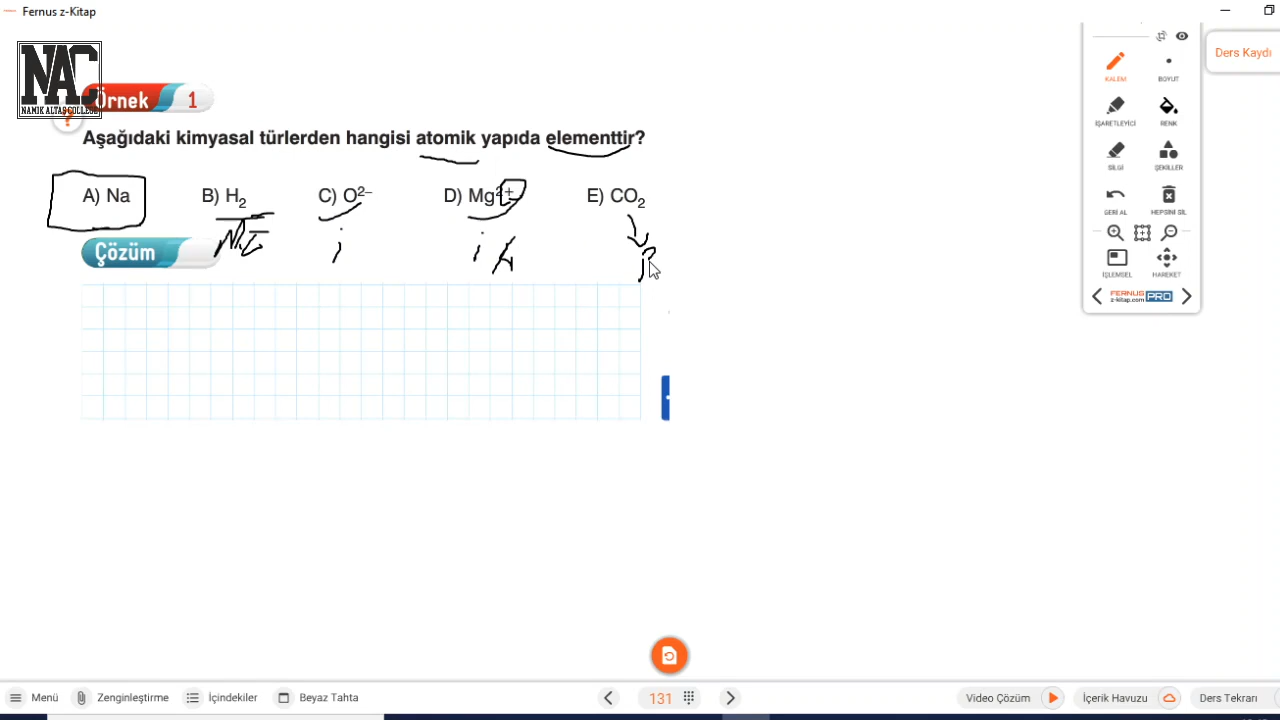 Fernus z-Kitap
NAC
NAMIK ALTAŞ COLLEGE
Örnek 1
?
Aşağıdaki kimyasal türlerden hangisi atomik yapıda elementtir?
A) Na B) H2 C) O2– D) Mg2+ E) CO2
ME
i i
Çözüm
Ders Kaydı
KALEM BOYUT
İŞARETLEYİCİ RENK
SİLGİ ŞEKİLLER
GERİ AL HEPSİNİ SİL
İŞLEMSEL HAREKET
FERNUS z-kitap.com PRO
Menü Zenginleştirme İçindekiler Beyaz Tahta 131 Video Çözüm İçerik Havuzu Ders Tekrarı